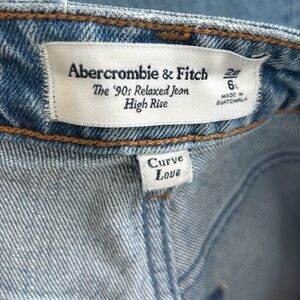 Abercrombie & Fitch
The '90s Relaxed Jean
High Rise
28
6L
MADE IN
GUATEMALA
Curve
Love